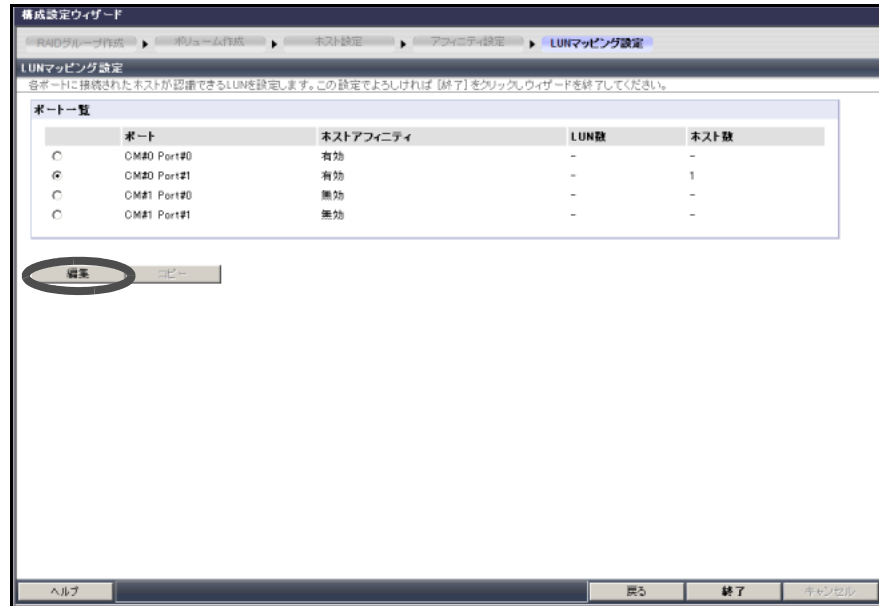 構成設定ウィザード
RAIDグループ作成 ▶ ボリューム作成 ▶ ホスト設定 ▶ アフィニティ設定 ▶ LUNマッピング設定
LUNマッピング設定
各ポートに接続されたホストが認識できるLUNを設定します。この設定でよろしければ [終了] をクリックしウィザードを終了してください。
ポート一覧
ポート ホストアフィニティ LUN数 ホスト数
CM#0 Port#0 有効 - -
CM#0 Port#1 有効 - 1
CM#1 Port#0 無効 - -
CM#1 Port#1 無効 - -
編集 コピー
ヘルプ 戻る 終了 キャンセル